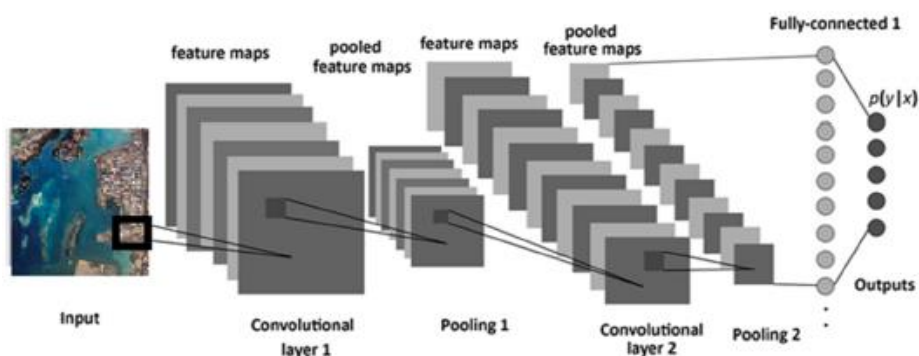 Fully-connected 1
feature maps
pooled
feature maps
feature maps
pooled
feature maps
p(y|x)
Input
Convolutional
layer 1
Pooling 1
Convolutional
layer 2
Pooling 2
Outputs